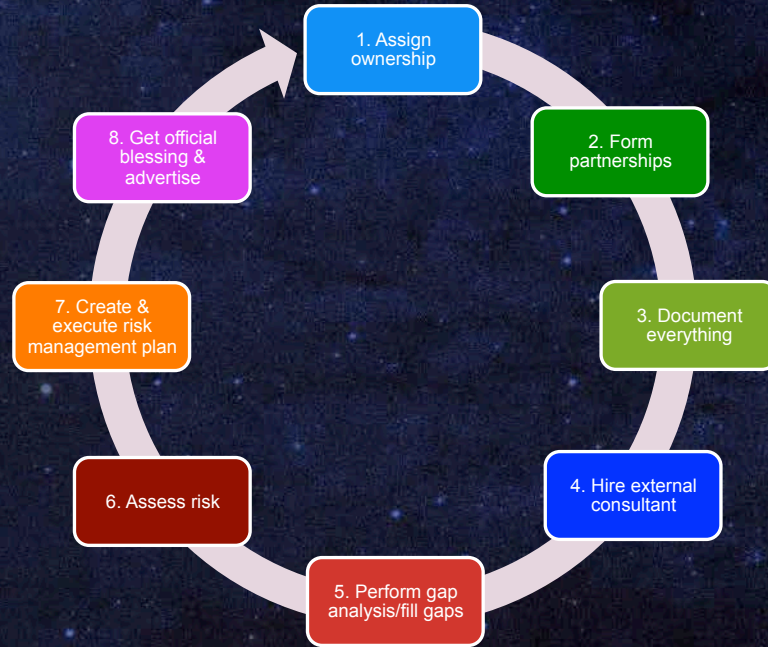 1. Assign
ownership
2. Form
partnerships
3. Document
everything
4. Hire external
consultant
5. Perform gap
analysis/fill gaps
6. Assess risk
7. Create &
execute risk
management plan
8. Get official
blessing &
advertise